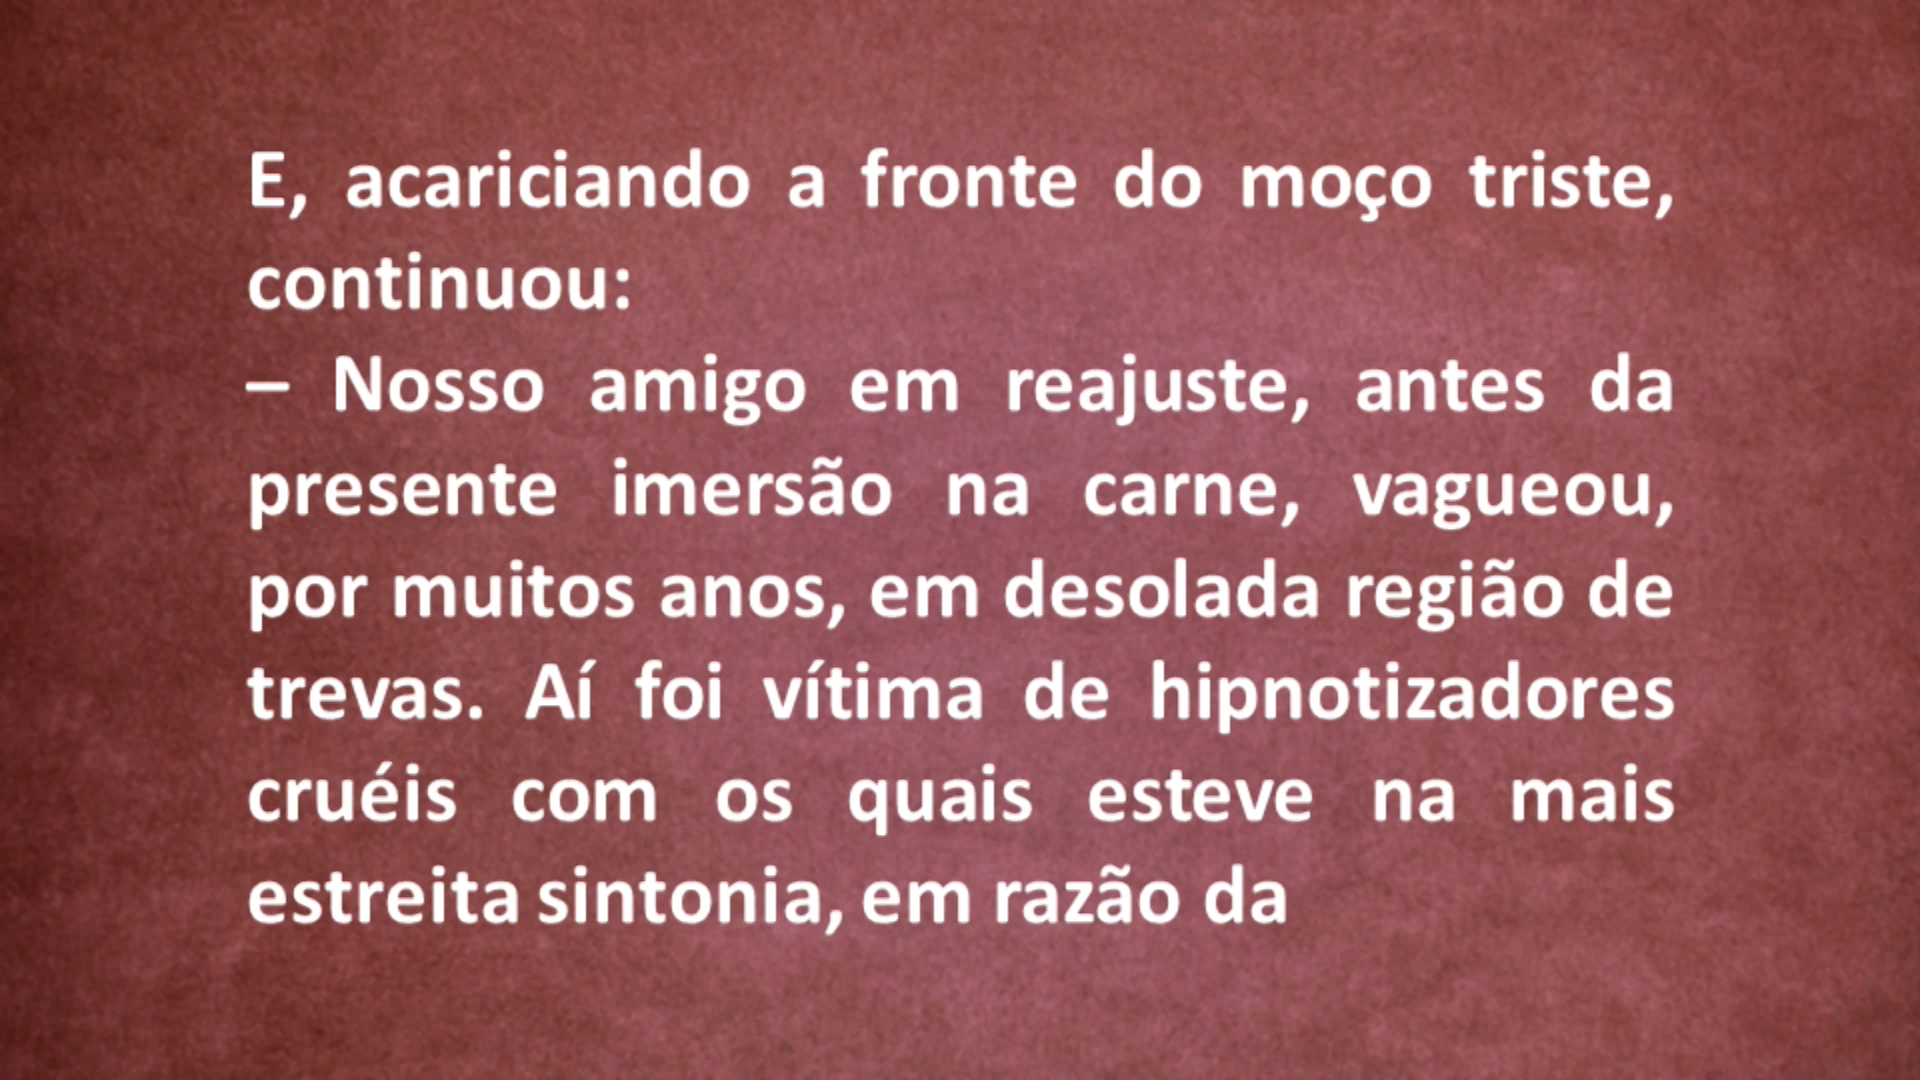 E, acariciando a fronte do moço triste,
continuou:
– Nosso amigo em reajuste, antes da
presente imersão na carne, vagueou,
por muitos anos, em desolada região de
trevas. Aí foi vítima de hipnotizadores
cruéis com os quais esteve na mais
estreita sintonia, em razão da